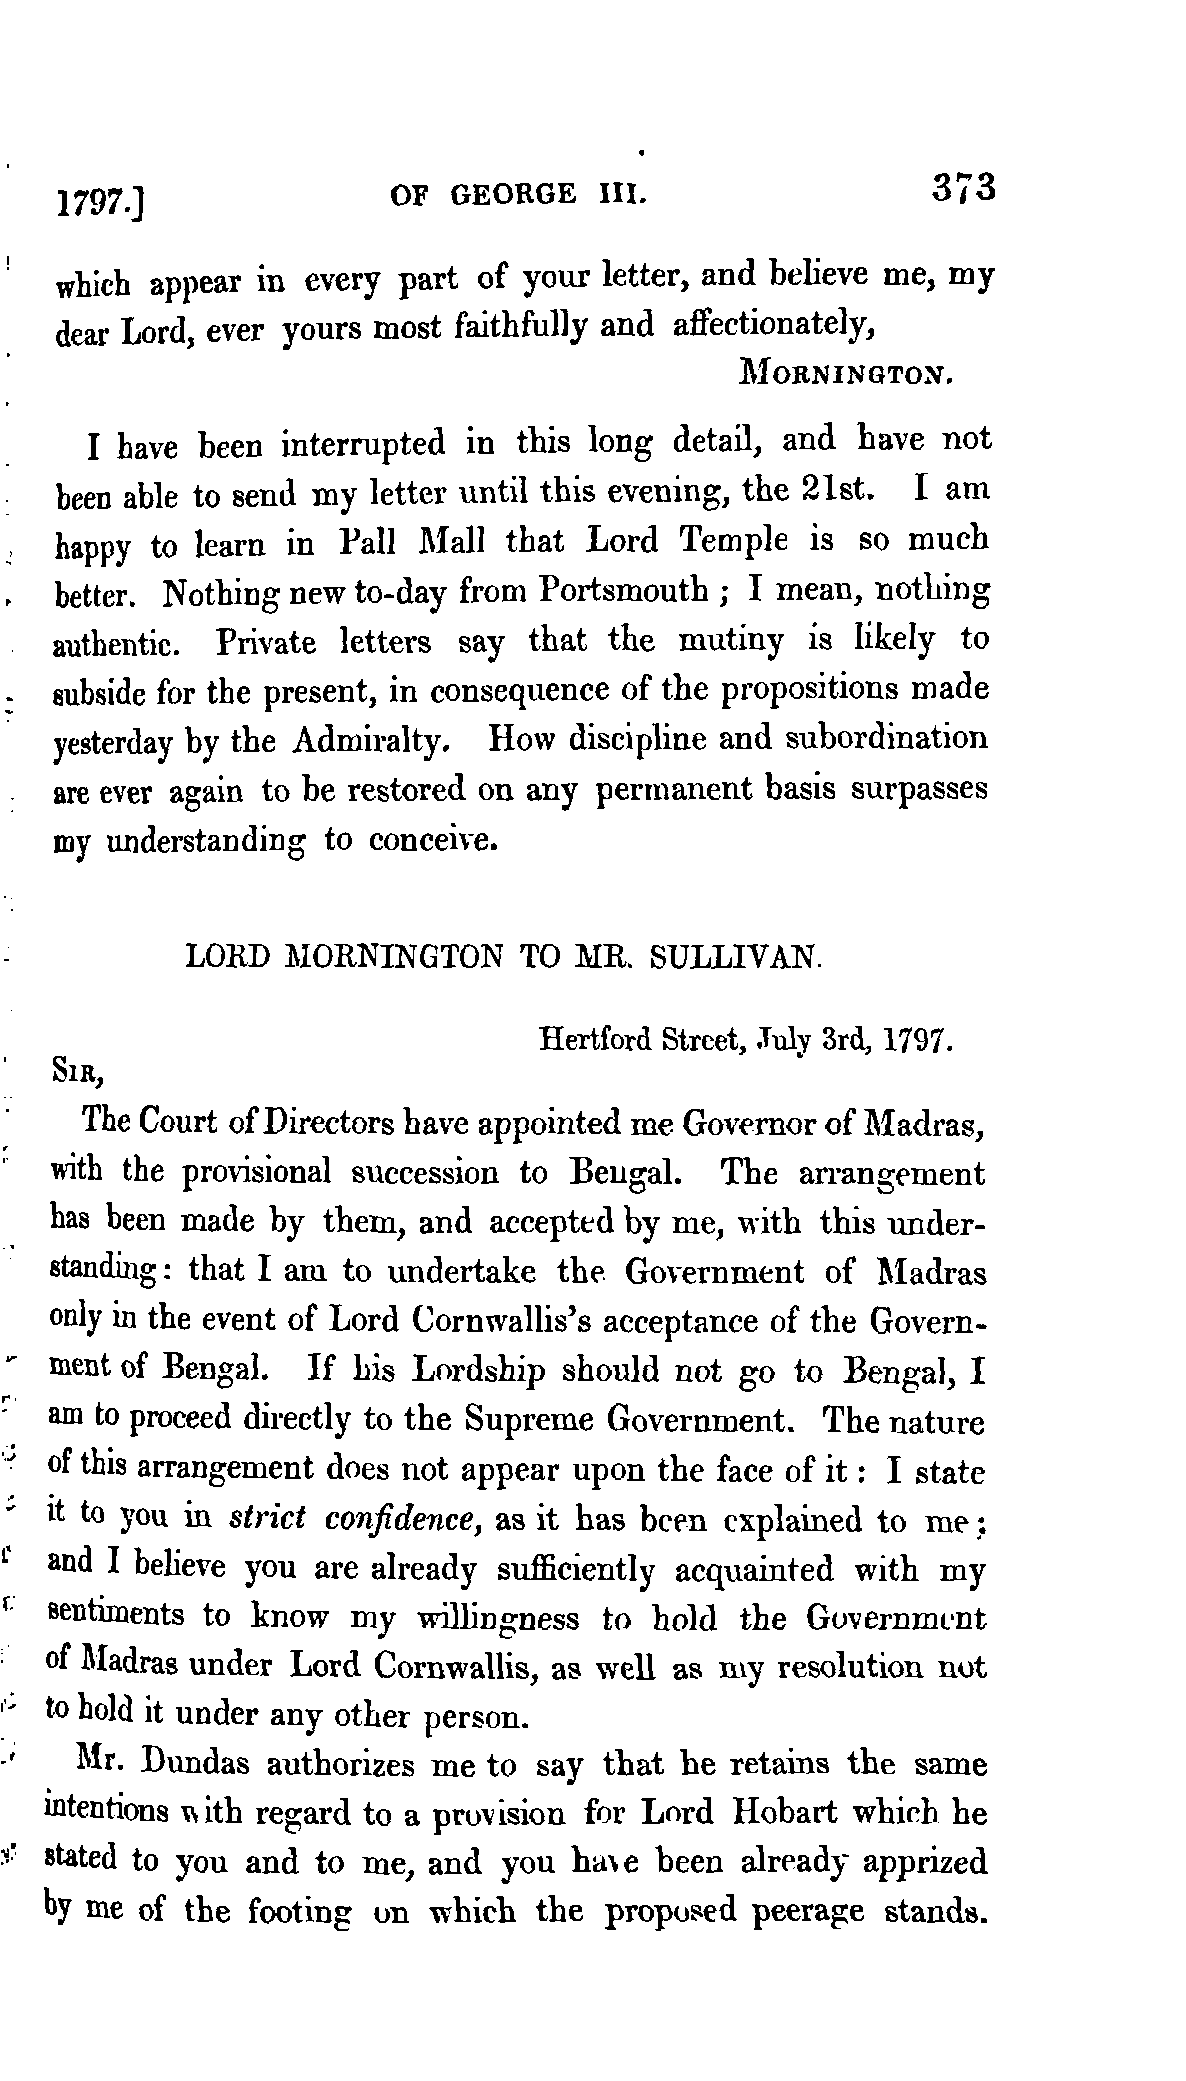 1797.] OF GEORGE III. 373
which appear in every part of your letter, and believe me, my
dear Lord, ever yours most faithfully and affectionately,
MORNINGTON.
I have been interrupted in this long detail, and have not
been able to send my letter until this evening, the 21st. I am
happy to learn in Pall Mall that Lord Temple is so much
better. Nothing new to-day from Portsmouth ; I mean, nothing
authentic. Private letters say that the mutiny is likely to
subside for the present, in consequence of the propositions made
yesterday by the Admiralty. How discipline and subordination
are ever again to be restored on any permanent basis surpasses
my understanding to conceive.
LORD MORNINGTON TO MR. SULLIVAN.
Hertford Street, July 3rd, 1797.
SIR,
The Court of Directors have appointed me Governor of Madras,
with the provisional succession to Bengal. The arrangement
has been made by them, and accepted by me, with this under-
standing: that I am to undertake the Government of Madras
only in the event of Lord Cornwallis's acceptance of the Govern-
ment of Bengal. If his Lordship should not go to Bengal, I
am to proceed directly to the Supreme Government. The nature
of this arrangement does not appear upon the face of it : I state
it to you in strict confidence, as it has been explained to me;
and I believe you are already sufficiently acquainted with my
sentiments to know my willingness to hold the Government
of Madras under Lord Cornwallis, as well as my resolution not
to hold it under any other person.
Mr. Dundas authorizes me to say that he retains the same
intentions with regard to a provision for Lord Hobart which he
stated to you and to me, and you have been already apprized
by me of the footing on which the proposed peerage stands.